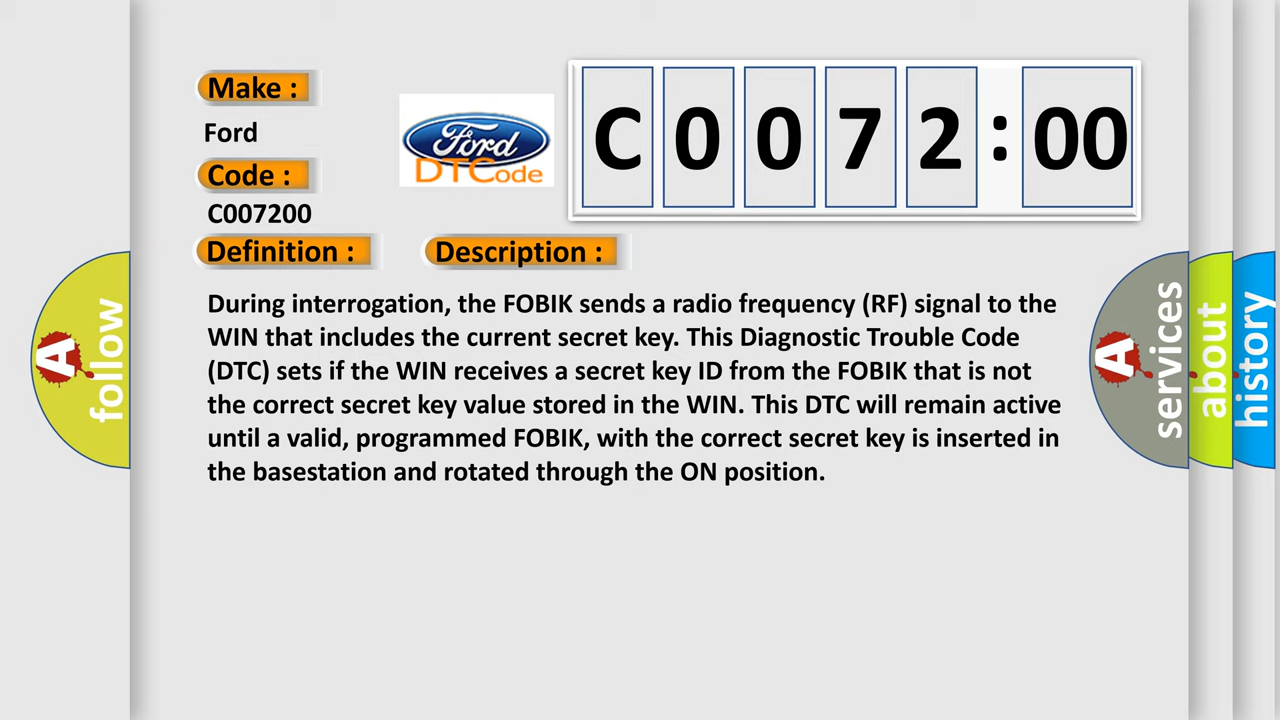 Make :
Ford
Code :
C007200
Definition :
Description :
Ford
DTCode
C0072:00
During interrogation, the FOBIK sends a radio frequency (RF) signal to the
WIN that includes the current secret key. This Diagnostic Trouble Code
(DTC) sets if the WIN receives a secret key ID from the FOBIK that is not
the correct secret key value stored in the WIN. This DTC will remain active
until a valid, programmed FOBIK, with the correct secret key is inserted in
the basestation and rotated through the ON position.
A
follow
A
services
about
history